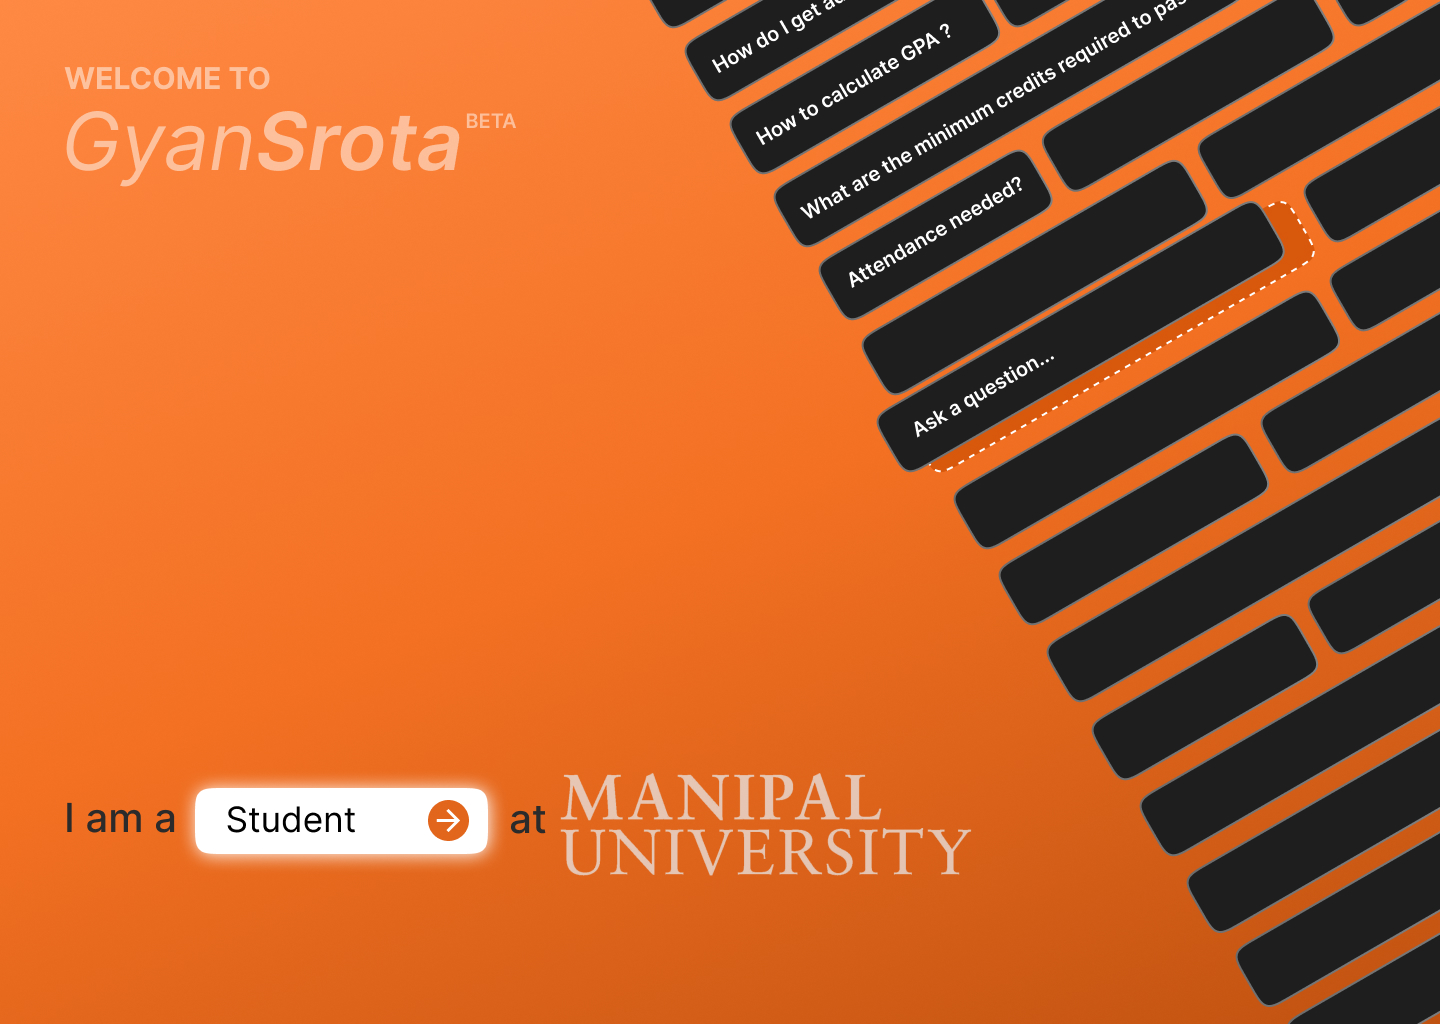 WELCOME TO
GyanSrota BETA
How do I get
How to calculate GPA ?
What are the minimum credits required to
Attendance needed?
Ask a question...
I am a Student at
MANIPAL
UNIVERSITY